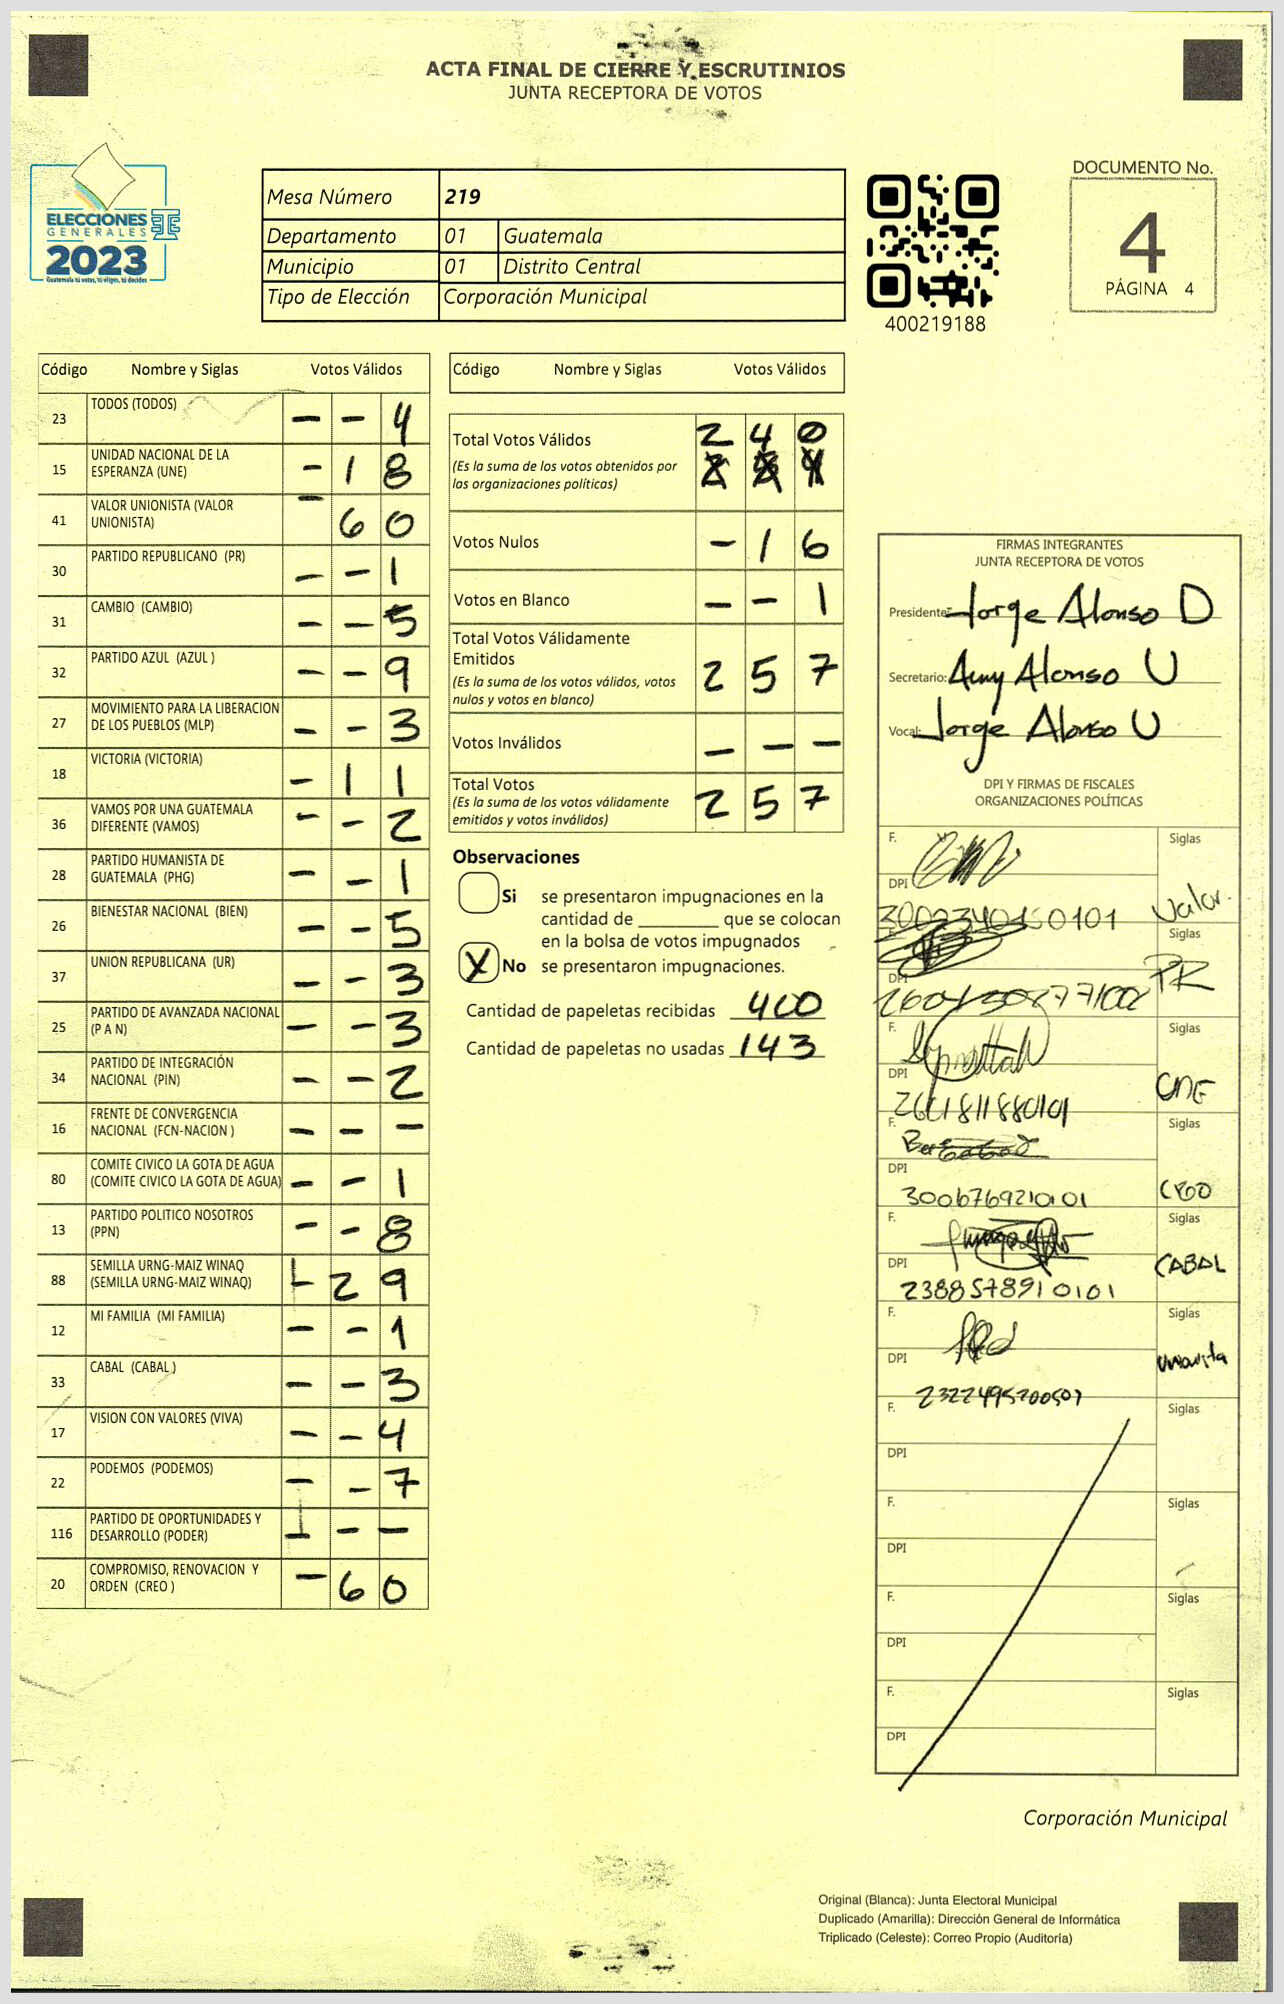 ACTA FINAL DE CIERRE Y ESCRUTINIOS
JUNTA RECEPTORA DE VOTOS
ELECCIONES
GENERALES
2023
Guatemala tú votas, tú eliges, tú decides
Mesa Número 219
Departamento 01 Guatemala
Municipio 01 Distrito Central
Tipo de Elección Corporación Municipal
400219188
DOCUMENTO No.
4
PÁGINA 4
Código Nombre y Siglas Votos Válidos
23 TODOS (TODOS) - - 4
15 UNIDAD NACIONAL DE LA ESPERANZA (UNE) - 1 8
41 VALOR UNIONISTA (VALOR UNIONISTA) - 6 0
30 PARTIDO REPUBLICANO (PR) - - 1
31 CAMBIO (CAMBIO) - - 5
32 PARTIDO AZUL (AZUL ) - - 9
27 MOVIMIENTO PARA LA LIBERACION DE LOS PUEBLOS (MLP) - - 3
18 VICTORIA (VICTORIA) - 1 1
36 VAMOS POR UNA GUATEMALA DIFERENTE (VAMOS) - - 2
28 PARTIDO HUMANISTA DE GUATEMALA (PHG) - - 1
26 BIENESTAR NACIONAL (BIEN) - - 5
37 UNION REPUBLICANA (UR) - - 3
25 PARTIDO DE AVANZADA NACIONAL (P A N) - - 3
34 PARTIDO DE INTEGRACIÓN NACIONAL (PIN) - - 2
16 FRENTE DE CONVERGENCIA NACIONAL (FCN-NACION ) - - -
80 COMITE CIVICO LA GOTA DE AGUA (COMITE CIVICO LA GOTA DE AGUA) - - 1
13 PARTIDO POLITICO NOSOTROS (PPN) - - 8
88 SEMILLA URNG-MAIZ WINAQ (SEMILLA URNG-MAIZ WINAQ) - 2 9
12 MI FAMILIA (MI FAMILIA) - - 1
33 CABAL (CABAL ) - - 3
17 VISION CON VALORES (VIVA) - - 4
22 PODEMOS (PODEMOS) - - 7
116 PARTIDO DE OPORTUNIDADES Y DESARROLLO (PODER) - - -
20 COMPROMISO, RENOVACION Y ORDEN (CREO ) - 6 0
Código Nombre y Siglas Votos Válidos
Total Votos Válidos 2 4 0
(Es la suma de los votos obtenidos por
las organizaciones políticas)
Votos Nulos - 1 6
Votos en Blanco - - 1
Total Votos Válidamente
Emitidos 2 5 7
(Es la suma de los votos válidos, votos
nulos y votos en blanco)
Votos Inválidos - - -
Total Votos 2 5 7
(Es la suma de los votos válidamente
emitidos y votos inválidos)
Observaciones
Si se presentaron impugnaciones en la
cantidad de ________ que se colocan
en la bolsa de votos impugnados
X No se presentaron impugnaciones.
Cantidad de papeletas recibidas 400
Cantidad de papeletas no usadas 143
FIRMAS INTEGRANTES
JUNTA RECEPTORA DE VOTOS
Presidente: Jorge Alonso D
Secretario: Amy Alonso U
Vocal: Jorge Alonso U
DPI Y FIRMAS DE FISCALES
ORGANIZACIONES POLÍTICAS
F. Siglas
DPI Valor.
F. Siglas
DPI PR
F. Siglas
DPI 2601811880101 UNE
F. Siglas
DPI 3006769210101 CREO
F. Siglas
DPI 2388578910101 CABAL
F. Siglas
DPI Unionista
F. Siglas
DPI
F. Siglas
DPI
F. Siglas
DPI
F. Siglas
DPI
Corporación Municipal
Original (Blanca): Junta Electoral Municipal
Duplicado (Amarilla): Dirección General de Informática
Triplicado (Celeste): Correo Propio (Auditoría)